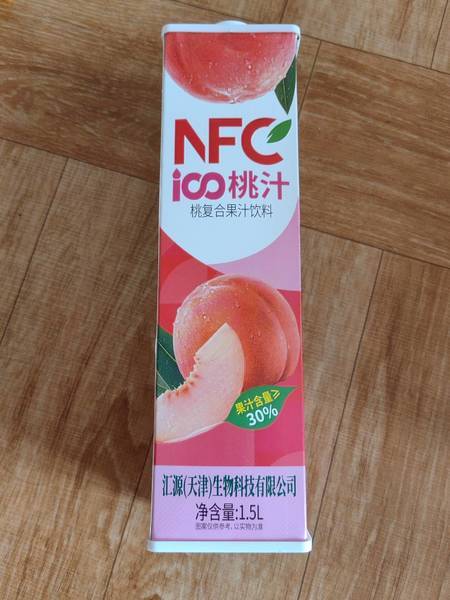 NFC
100桃汁
桃复合果汁饮料
果汁含量≥
30%
汇源(天津)生物科技有限公司
净含量:1.5L
图案仅供参考,以实物为准